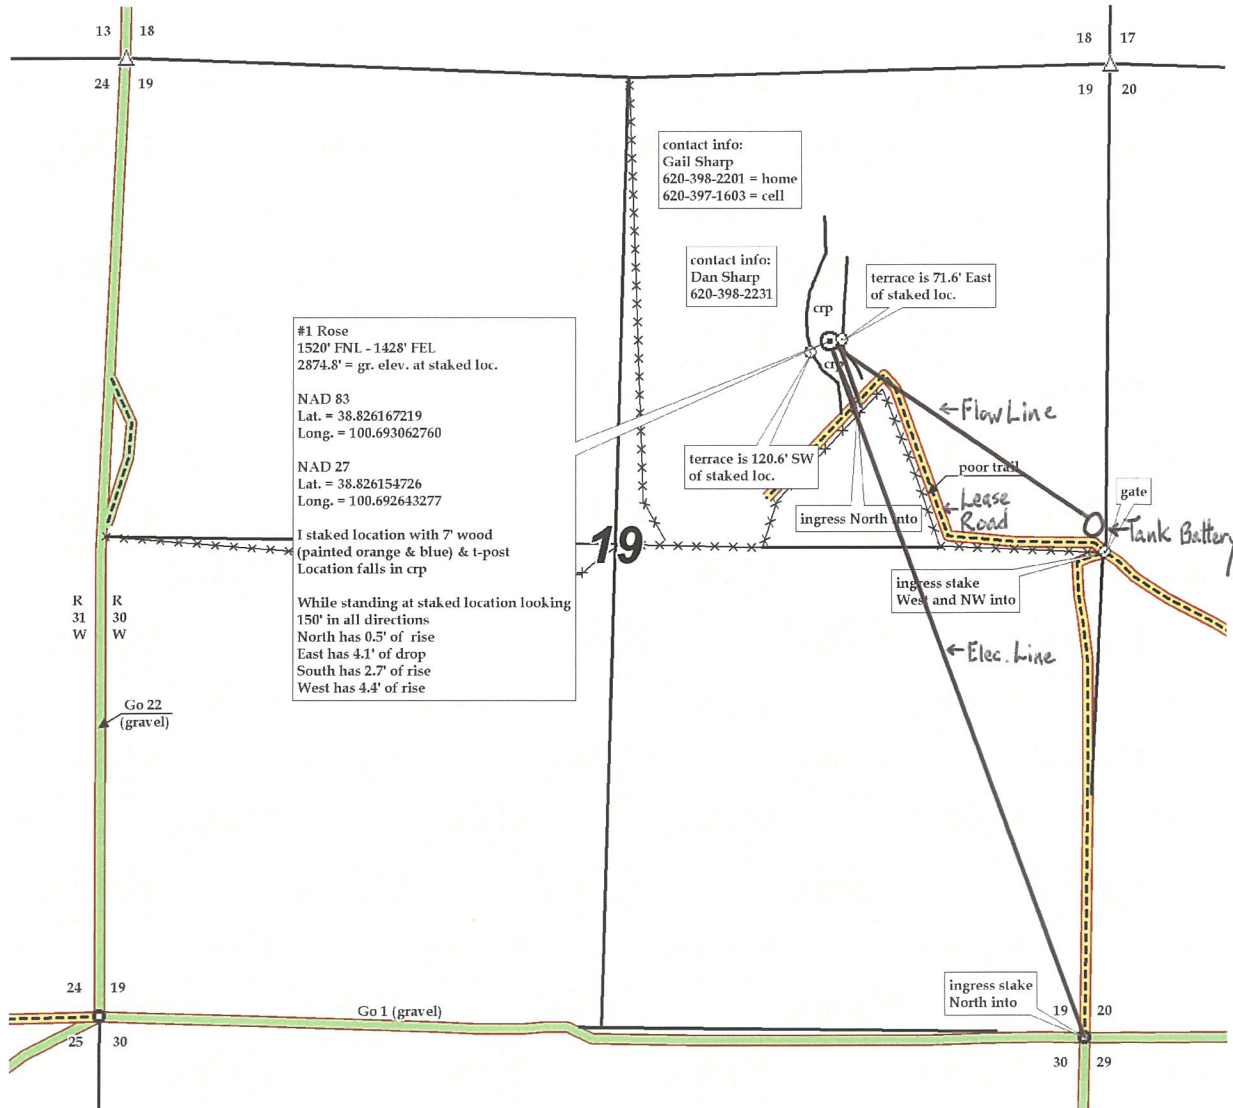 13 18
18 17
24 19
19 20
contact info:
Gail Sharp
620-398-2201 = home
620-397-1603 = cell
contact info:
Dan Sharp
620-398-2231
terrace is 71.6' East
of staked loc.
crp
crp
#1 Rose
1520' FNL - 1428' FEL
2874.8' = gr. elev. at staked loc.
NAD 83
Lat. = 38.826167219
Long. = 100.693062760
NAD 27
Lat. = 38.826154726
Long. = 100.692643277
I staked location with 7' wood
(painted orange & blue) & t-post
Location falls in crp
While standing at staked location looking
150' in all directions
North has 0.5' of rise
East has 4.1' of drop
South has 2.7' of rise
West has 4.4' of rise
←Flow Line
terrace is 120.6' SW
of staked loc.
poor trail
←Lease
Road
gate
ingress North into
←Tank Battery
19
ingress stake
West and NW into
R R
31 30
W W
←Elec. Line
Go 22
(gravel)
ingress stake
North into
24 19
19 20
Go 1 (gravel)
25 30
30 29